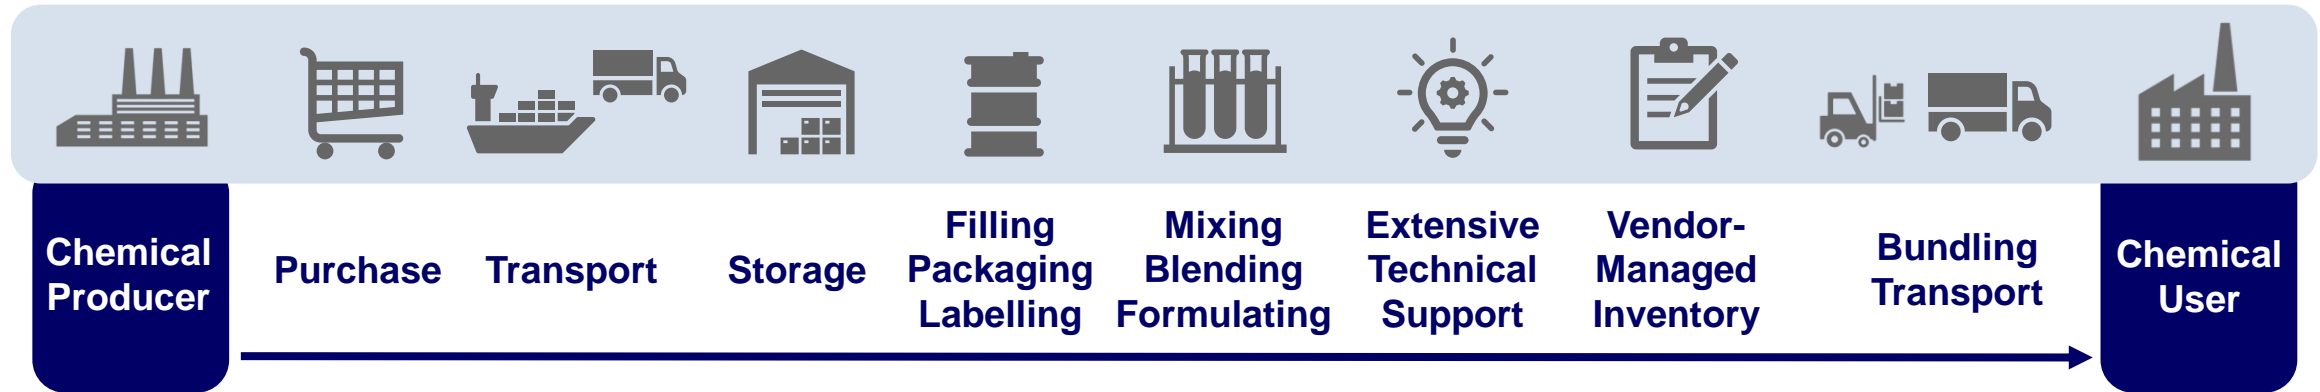 Chemical
Producer
Purchase
Transport
Storage
Filling
Packaging
Labelling
Mixing
Blending
Formulating
Extensive
Technical
Support
Vendor-
Managed
Inventory
Bundling
Transport
Chemical
User